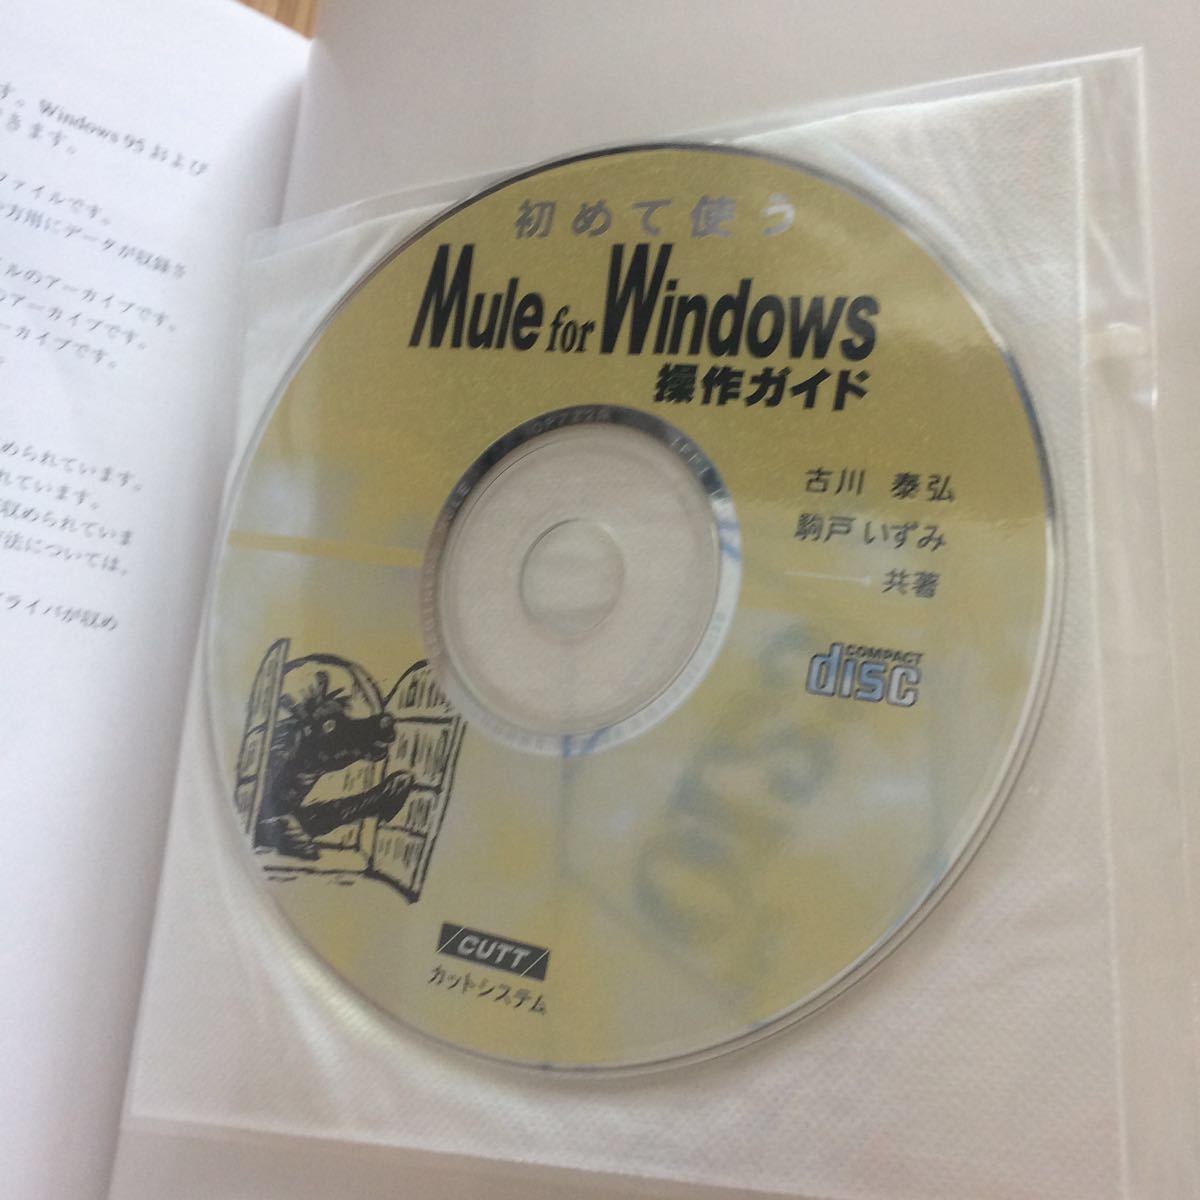 す。Windows 95 および
きます。
ファイルです。
方用にデータが収録さ
ルのアーカイブです。
のアーカイブです。
ーカイブです。
められています。
れています。
収められていま
法については、
ライバが収め
初めて使う
Mule for Windows
操作ガイド
古川 泰弘
駒戸 いずみ
共著
COMPACT
disc
CUTT
カットシステム